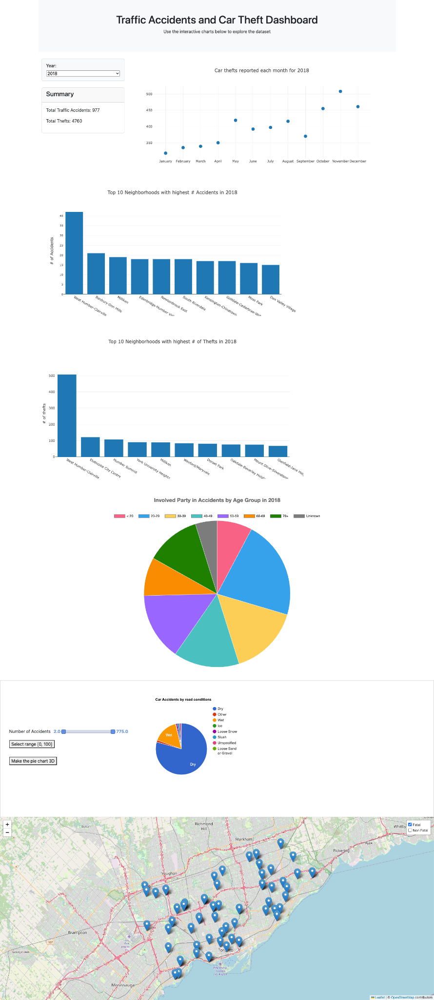 Traffic Accidents and Car Theft Dashboard
Use the interactive charts below to explore the dataset
Year:
2018
Summary
Total Traffic Accidents: 977
Total Thefts: 4760
Car thefts reported each month for 2018
500
450
400
350
January February March April May June July August September October November December
Top 10 Neighborhoods with highest # Accidents in 2018
# of Accidents
40
35
30
25
20
15
10
5
0
West Humber-Clairville
Banbury-Don Mills
Milliken
Edenbridge-Humber
Newtonbrook East
South Riverdale
Kensington-Chinatown
Golfdale-Cedarbrae-
Moss Park
Don Valley Village
Top 10 Neighborhoods with highest # of Thefts in 2018
# of thefts
500
400
300
200
100
0
West Humber-Clairville
Etobicoke City Centre
Humber Summit
York University Heights
Milliken
Wexford/Maryvale
Dorset Park
Oakdale-Beverley
Mount Olive-Silverstone
Glenfield-Jane
Involved Party in Accidents by Age Group in 2018
< 20 20-29 30-39 40-49 50-59 60-69 70+ Unknown
Car Accidents by road conditions
Number of Accidents 2.0 775.0
Select range [0, 100]
Make the pie chart 3D
Wet
Dry
Dry
Other
Wet
Ice
Loose Snow
Slush
Unspecified
Loose Sand
or Gravel
+
−
Fatal
Non Fatal
Bolton
Richmond
Hill
Markham
Whitby
Ajax
Pickering
Vaughan
Brampton
107
Georgetown
Toronto
Billy Bishop
Toronto
City Airport
Mississauga
Leaflet | © OpenStreetMap contributors